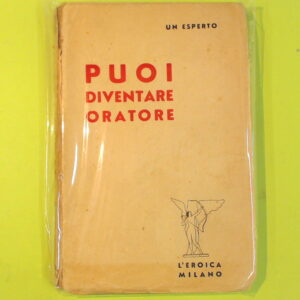 UN ESPERTO
PUOI
DIVENTARE
ORATORE
L'EROICA
MILANO